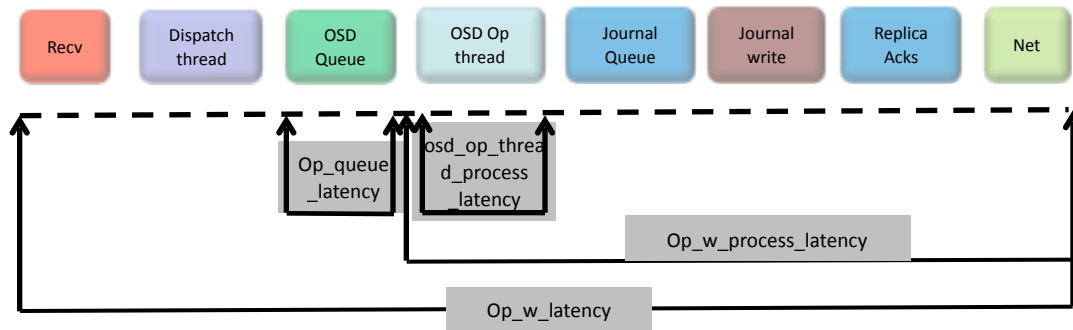 Recv
Dispatch
thread
OSD
Queue
OSD Op
thread
Journal
Queue
Journal
write
Replica
Acks
Net
Op_queue
_latency
osd_op_threa
d_process
_latency
Op_w_process_latency
Op_w_latency